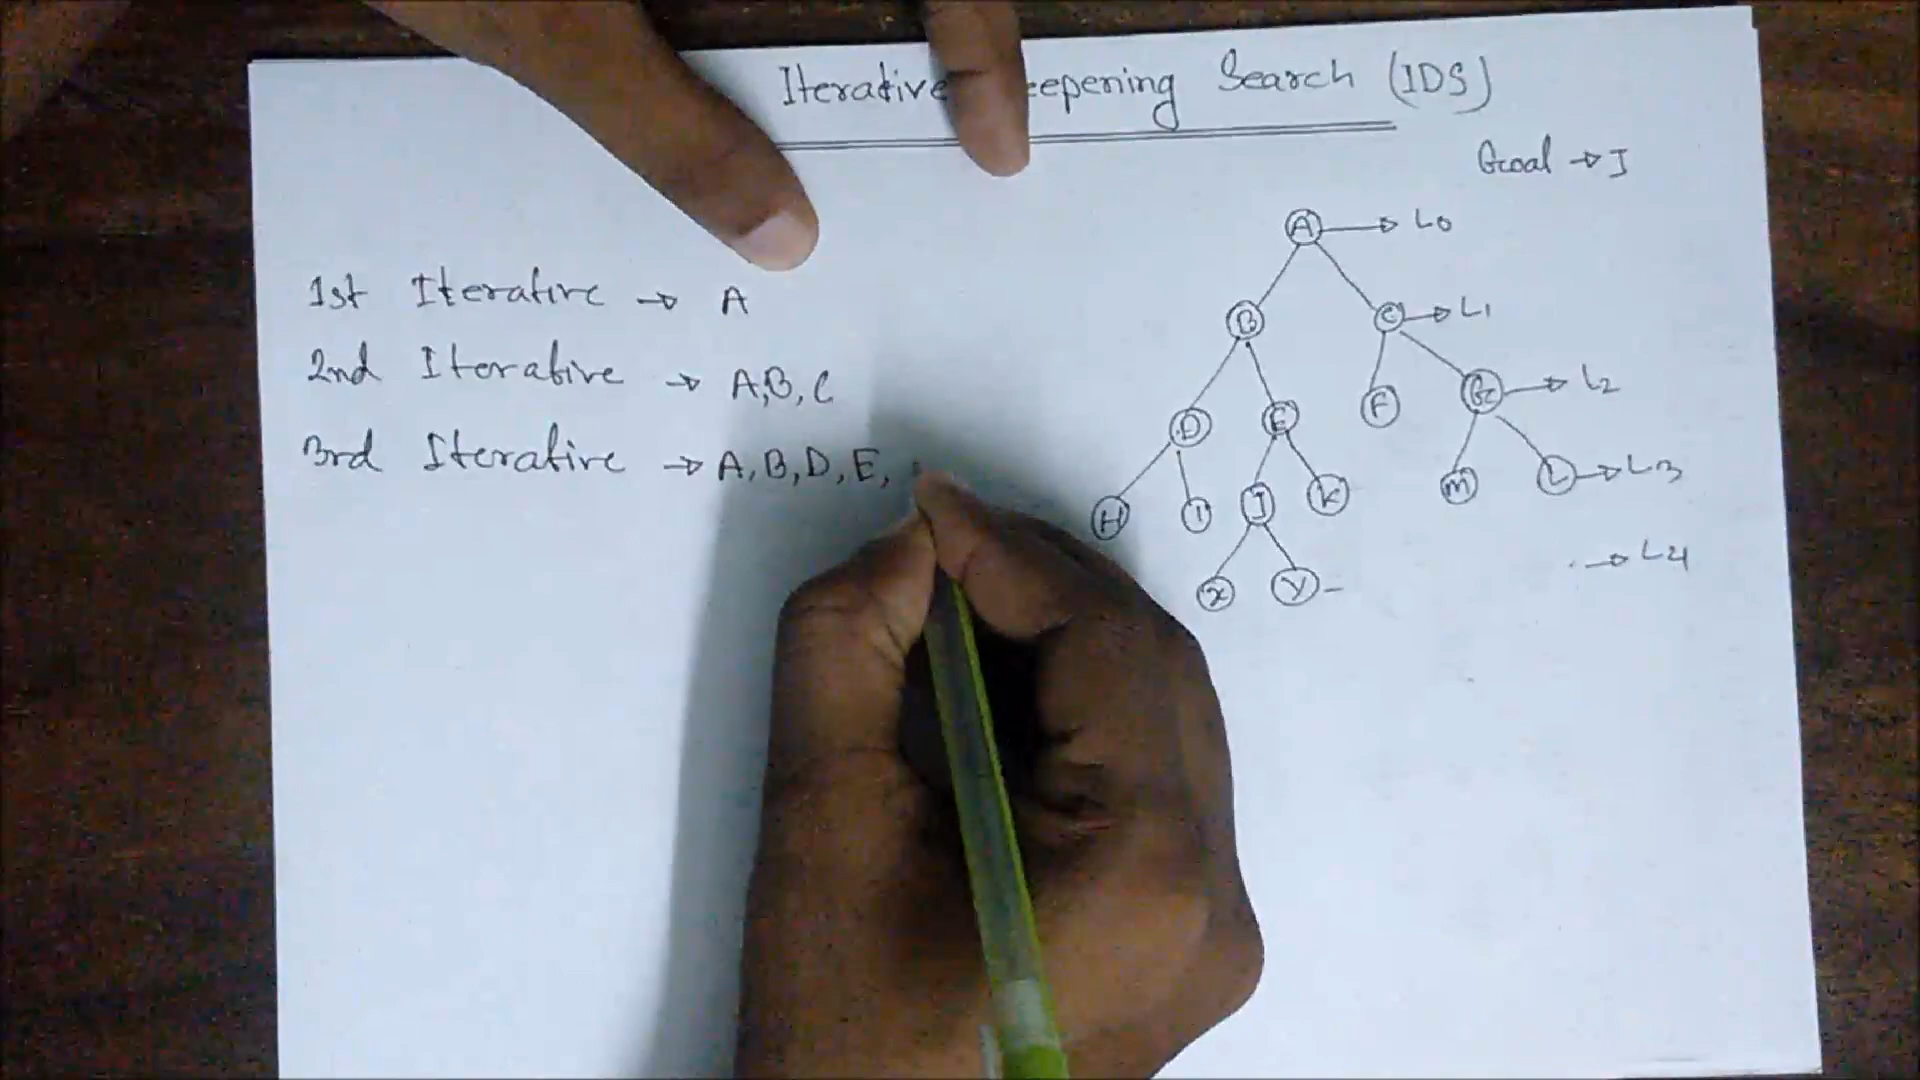 Iterative eepening Search (IDS)
Goal → J
1st Iterative → A
2nd Iterative → A,B, C
3rd Iterative → A, B, D, E,
A → L0
B C → L1
D E F G → L2
H I J K M L → L3
X Y - → L4